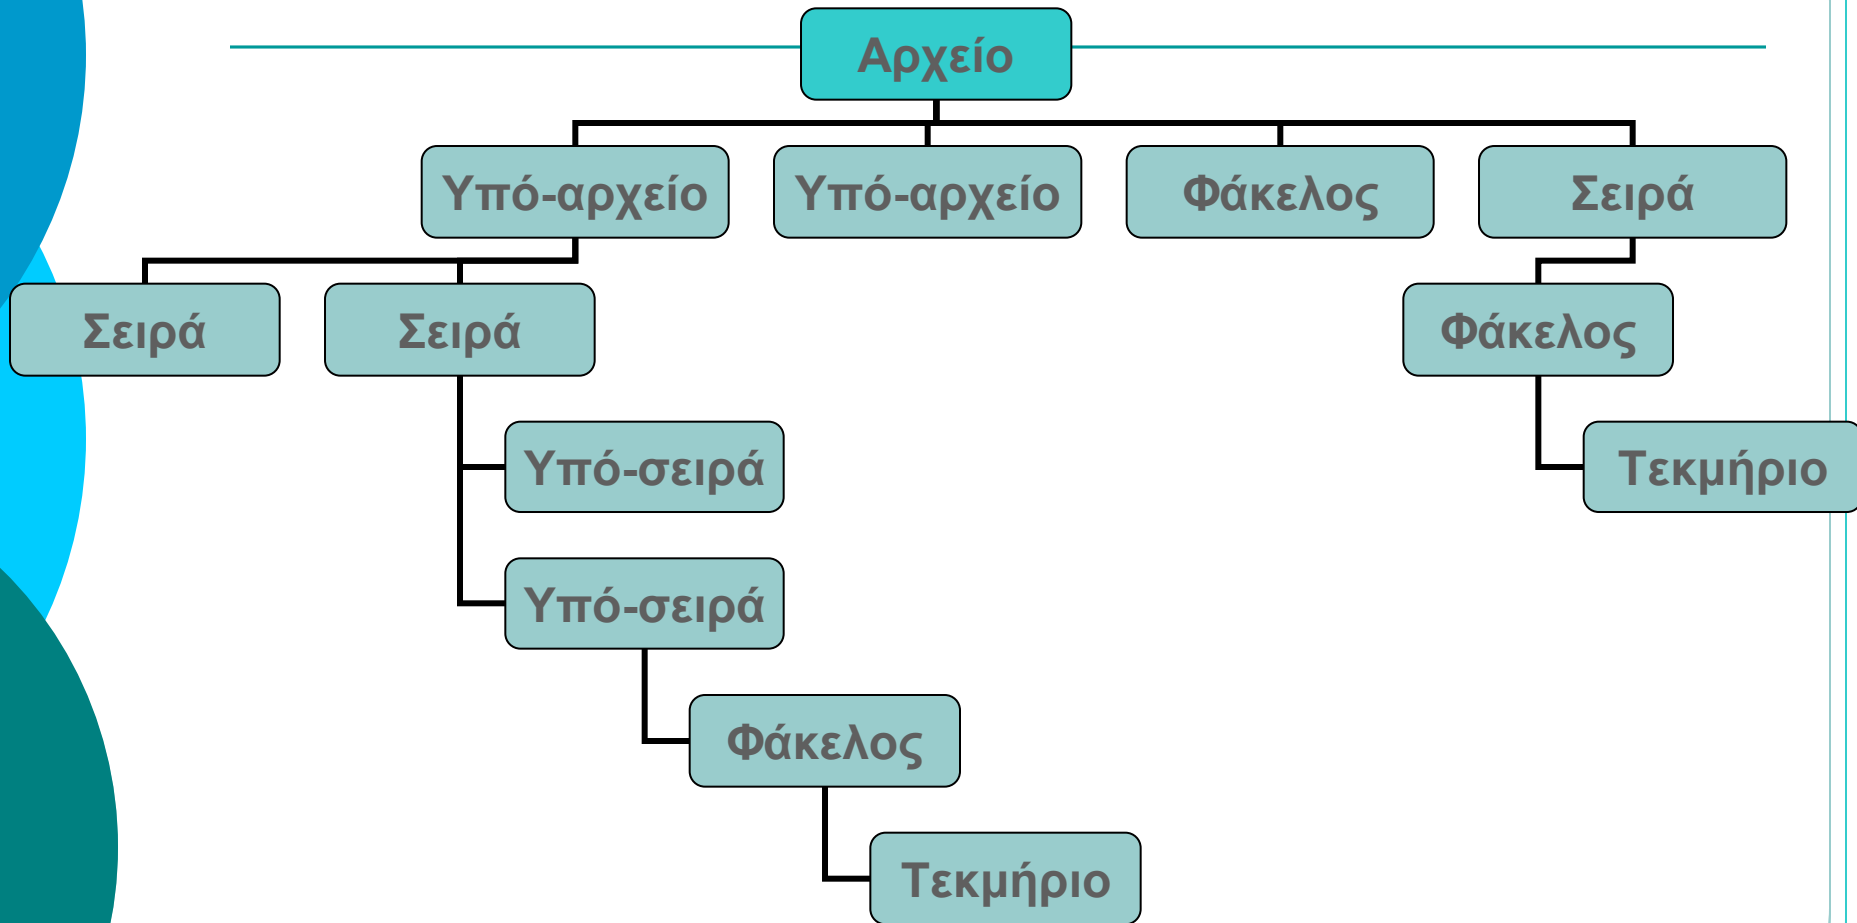 Αρχείο
Υπό-αρχείο
Υπό-αρχείο
Φάκελος
Σειρά
Σειρά
Σειρά
Φάκελος
Υπό-σειρά
Τεκμήριο
Υπό-σειρά
Φάκελος
Τεκμήριο